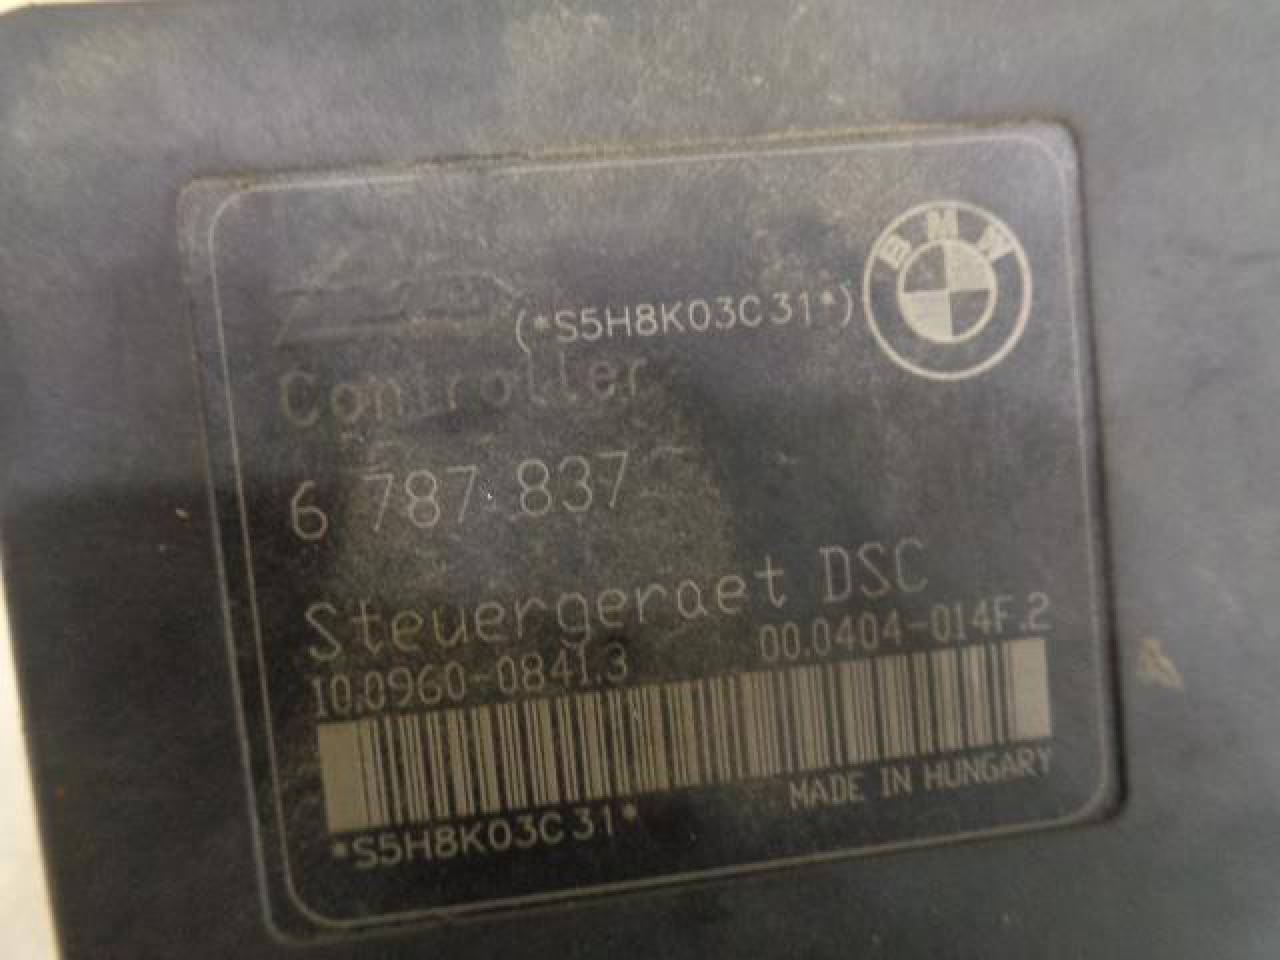 BMW
(*S5H8K03C31*)
Controller
6 787 837
Steuergeraet DSC
10.0960-0841.3 00.0404-014F.2
MADE IN HUNGARY
*S5H8K03C31*